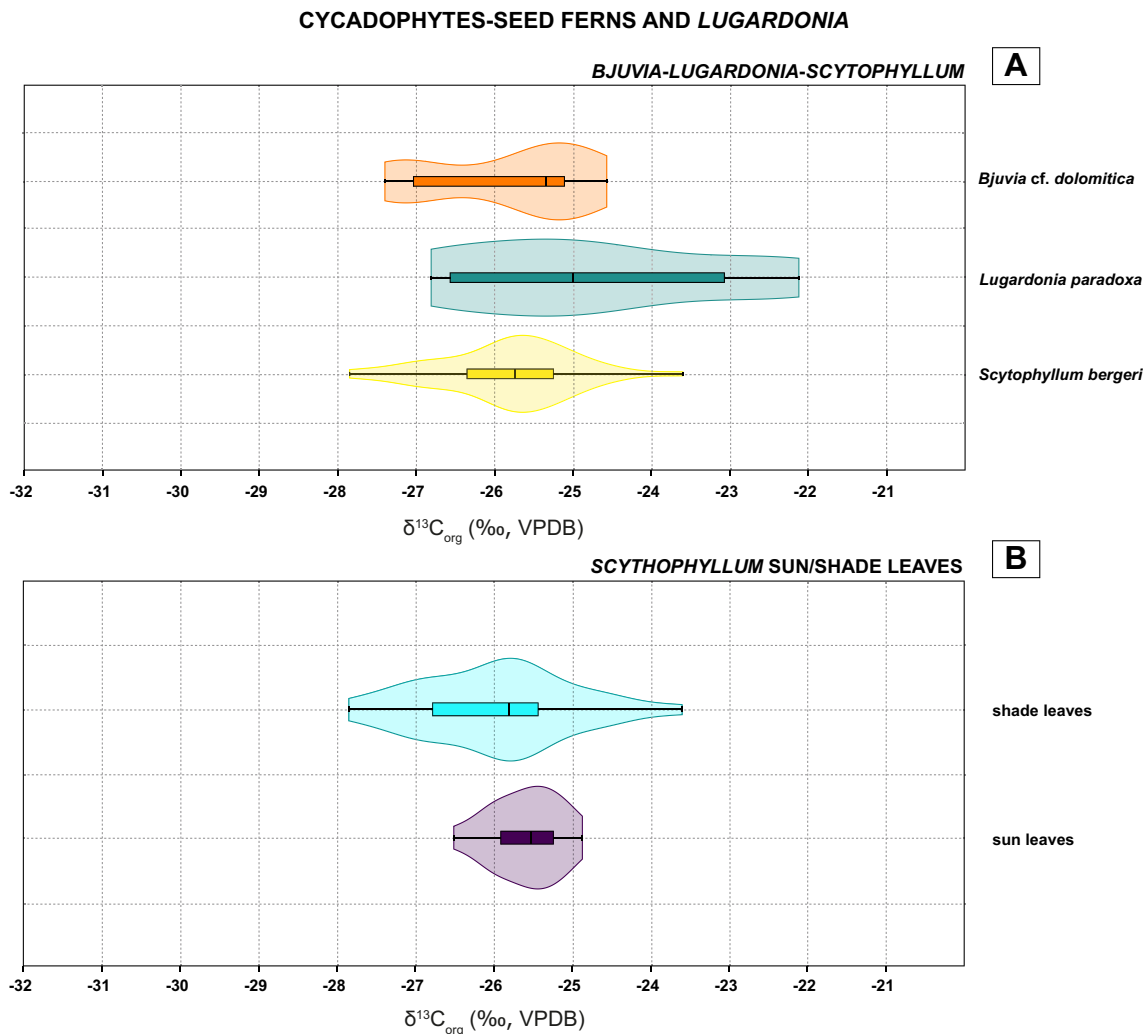 CYCADOPHYTES-SEED FERNS AND LUGARDONIA
BJUVIA-LUGARDONIA-SCYTOPHYLLUM
A
Bjuvia cf. dolomitica
Lugardonia paradoxa
Scytophyllum bergeri
-32 -31 -30 -29 -28 -27 -26 -25 -24 -23 -22 -21
δ¹³Corg (‰, VPDB)
SCYTHOPHYLLUM SUN/SHADE LEAVES
B
shade leaves
sun leaves
-32 -31 -30 -29 -28 -27 -26 -25 -24 -23 -22 -21
δ¹³Corg (‰, VPDB)